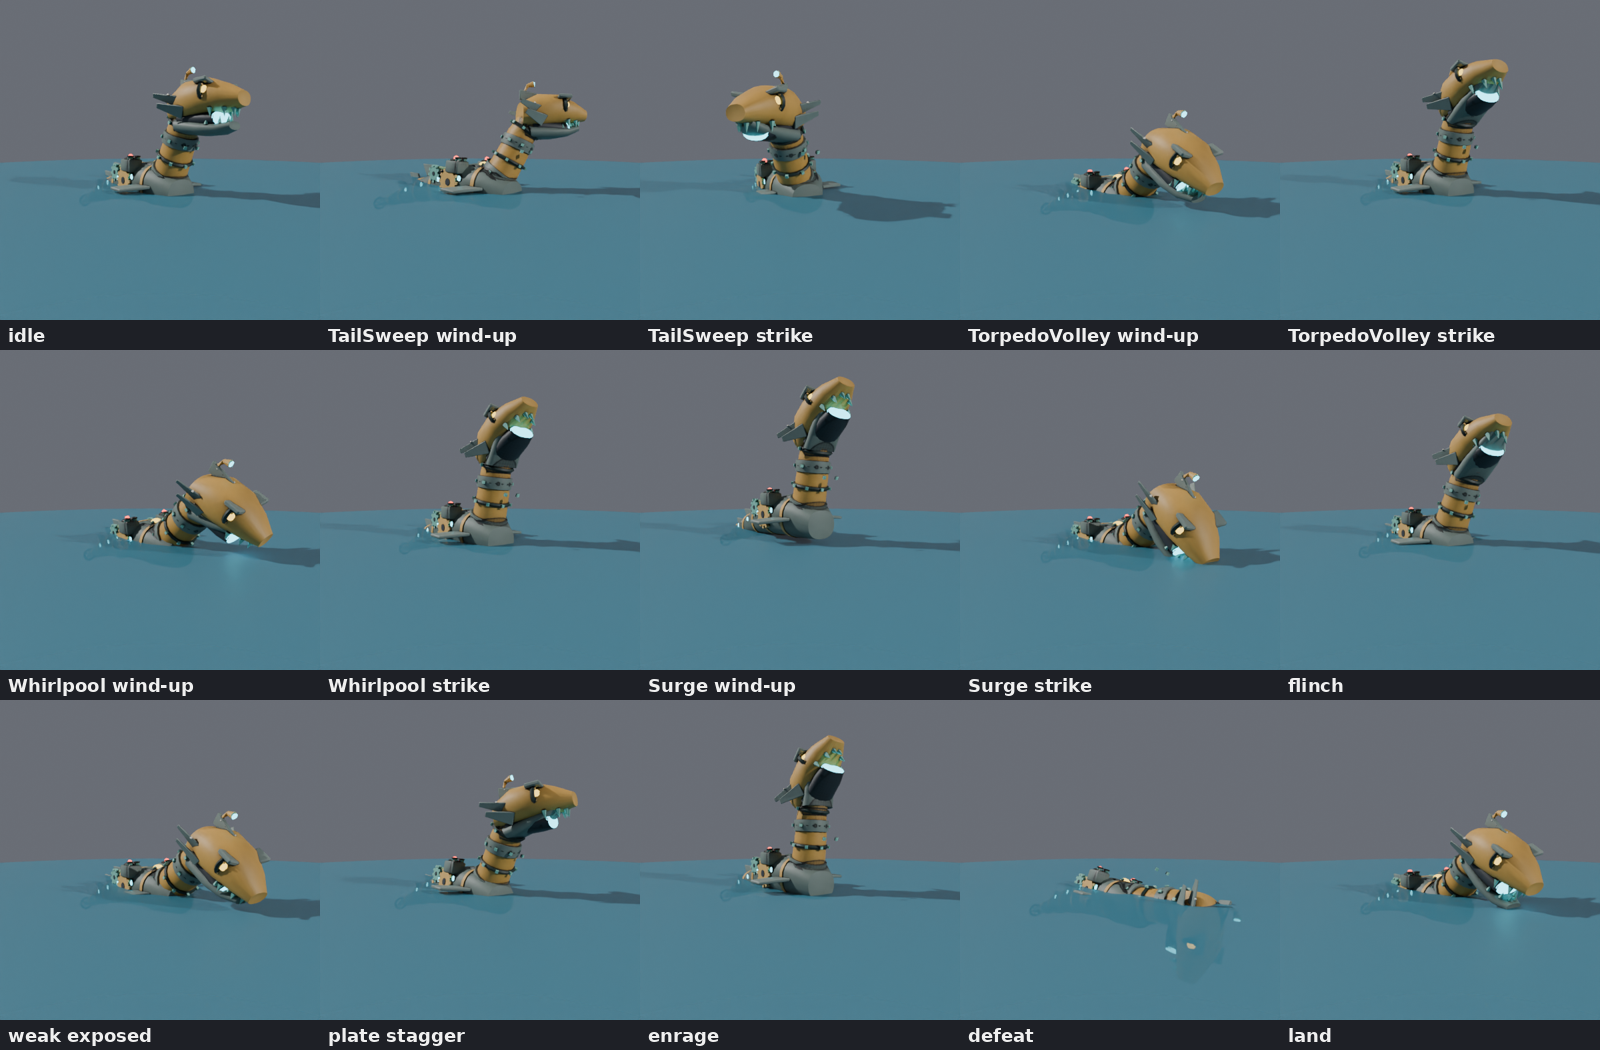 idle
TailSweep wind-up
TailSweep strike
TorpedoVolley wind-up
TorpedoVolley strike
Whirlpool wind-up
Whirlpool strike
Surge wind-up
Surge strike
flinch
weak exposed
plate stagger
enrage
defeat
land